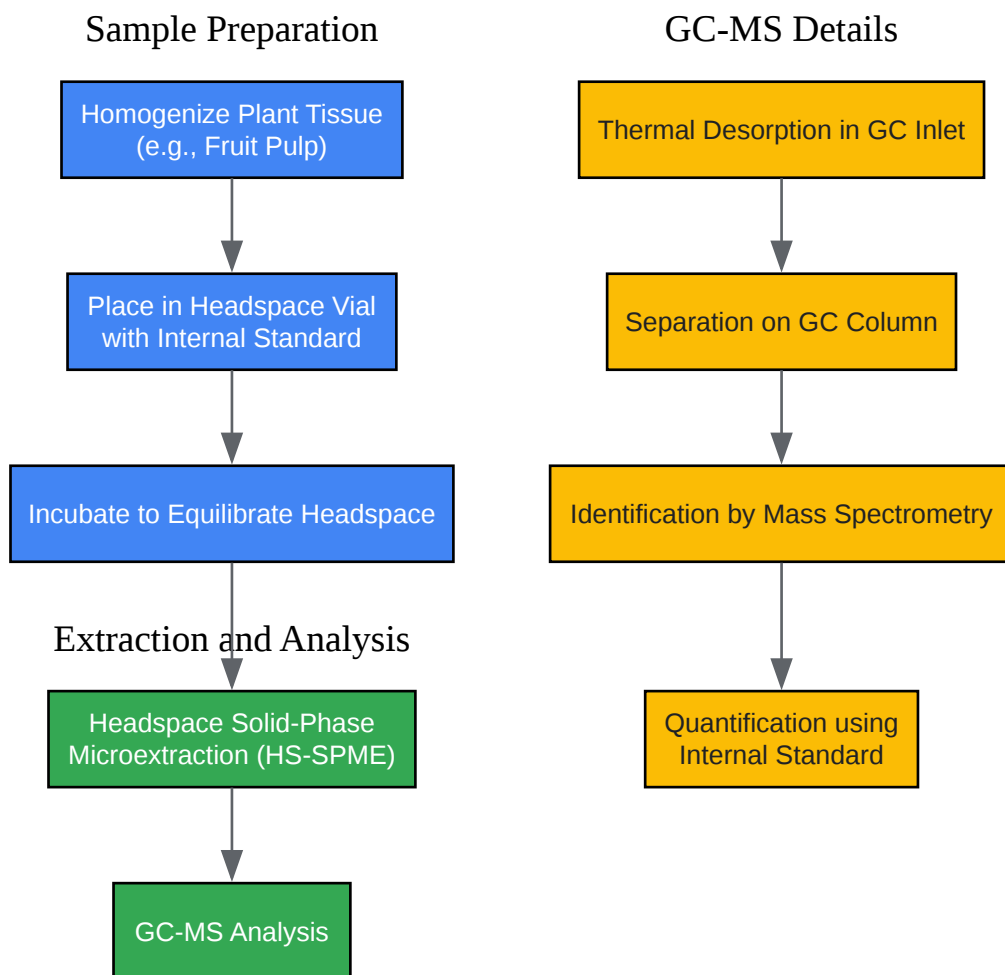 Sample Preparation
Homogenize Plant Tissue
(e.g., Fruit Pulp)
Place in Headspace Vial
with Internal Standard
Incubate to Equilibrate Headspace
Extraction and Analysis
Headspace Solid-Phase
Microextraction (HS-SPME)
GC-MS Analysis
GC-MS Details
Thermal Desorption in GC Inlet
Separation on GC Column
Identification by Mass Spectrometry
Quantification using
Internal Standard